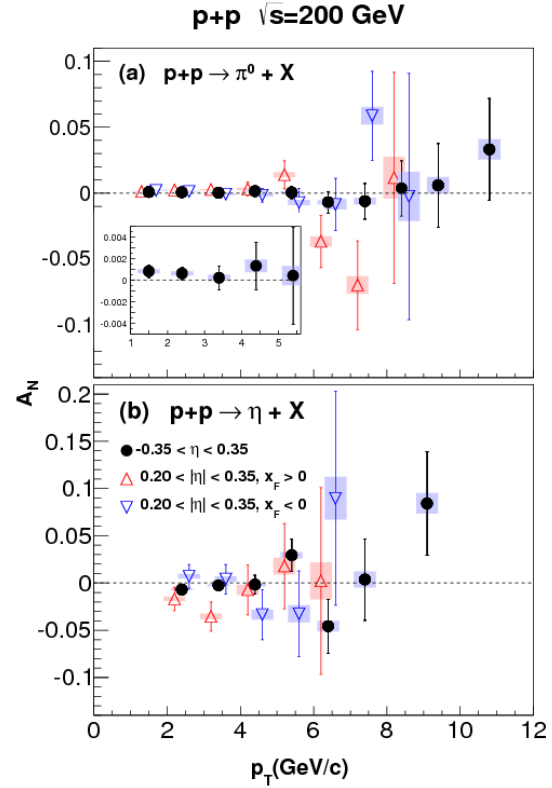 p+p √s=200 GeV
(a) p+p → π⁰ + X
0.1
0.05
0
-0.05
-0.1
0.004
0.002
0
-0.002
-0.004
1 2 3 4 5
A_N
(b) p+p → η + X
-0.35 < η < 0.35
0.20 < |η| < 0.35, x_F > 0
0.20 < |η| < 0.35, x_F < 0
0.2
0.15
0.1
0.05
0
-0.05
-0.1
0 2 4 6 8 10 12
p_T(GeV/c)